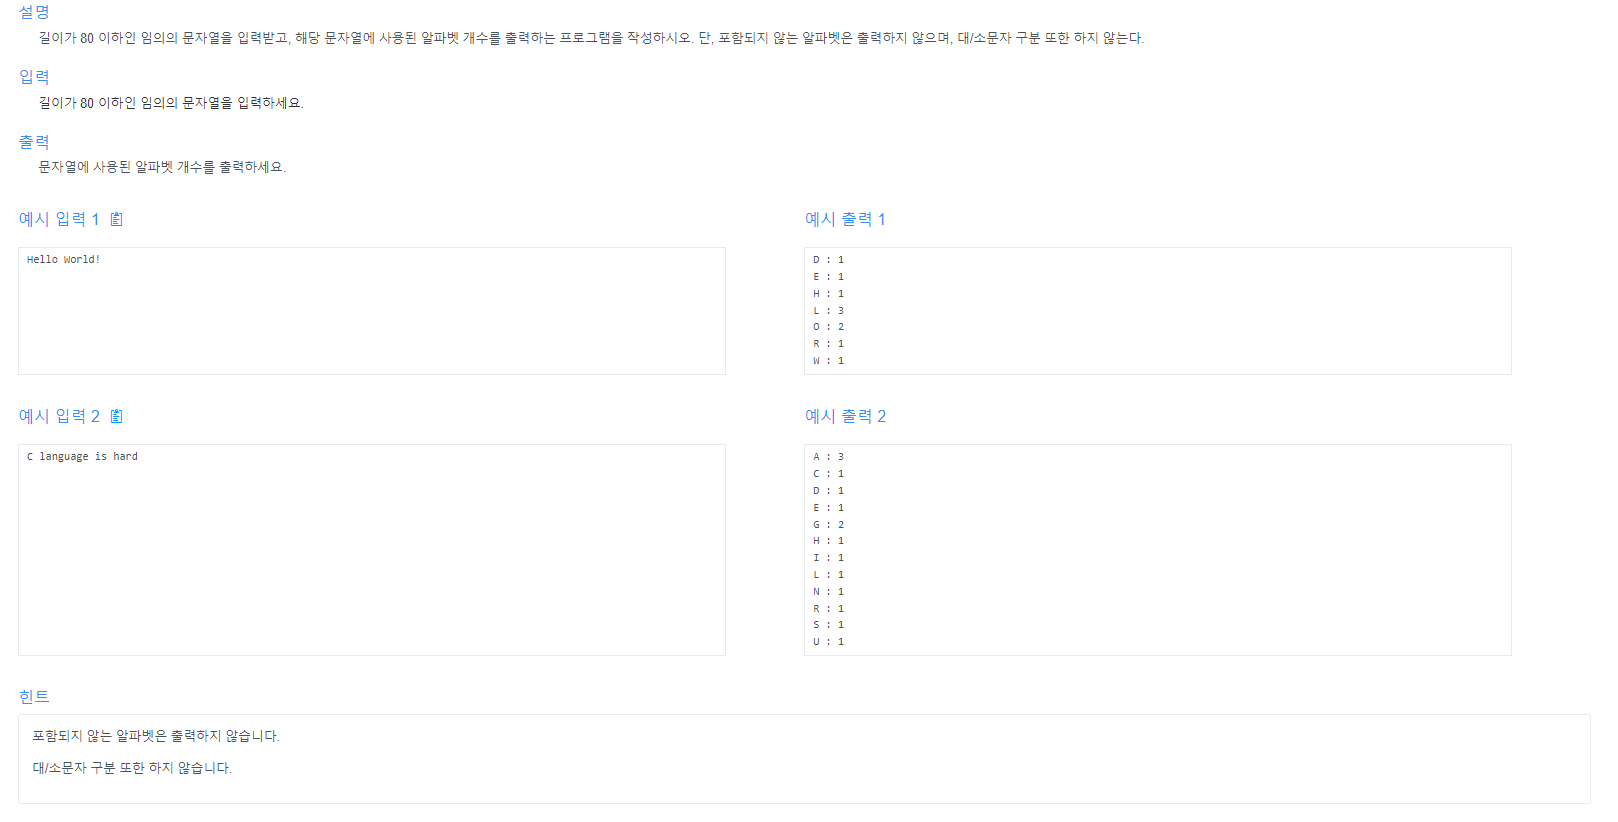 설명
길이가 80 이하인 임의의 문자열을 입력받고, 해당 문자열에 사용된 알파벳 개수를 출력하는 프로그램을 작성하시오. 단, 포함되지 않는 알파벳은 출력하지 않으며, 대/소문자 구분 또한 하지 않는다.
입력
길이가 80 이하인 임의의 문자열을 입력하세요.
출력
문자열에 사용된 알파벳 개수를 출력하세요.
예시 입력 1
Hello World!
예시 출력 1
D : 1
E : 1
H : 1
L : 3
O : 2
R : 1
W : 1
예시 입력 2
C language is hard
예시 출력 2
A : 3
C : 1
D : 1
E : 1
G : 2
H : 1
I : 1
L : 1
N : 1
R : 1
S : 1
U : 1
힌트
포함되지 않는 알파벳은 출력하지 않습니다.
대/소문자 구분 또한 하지 않습니다.